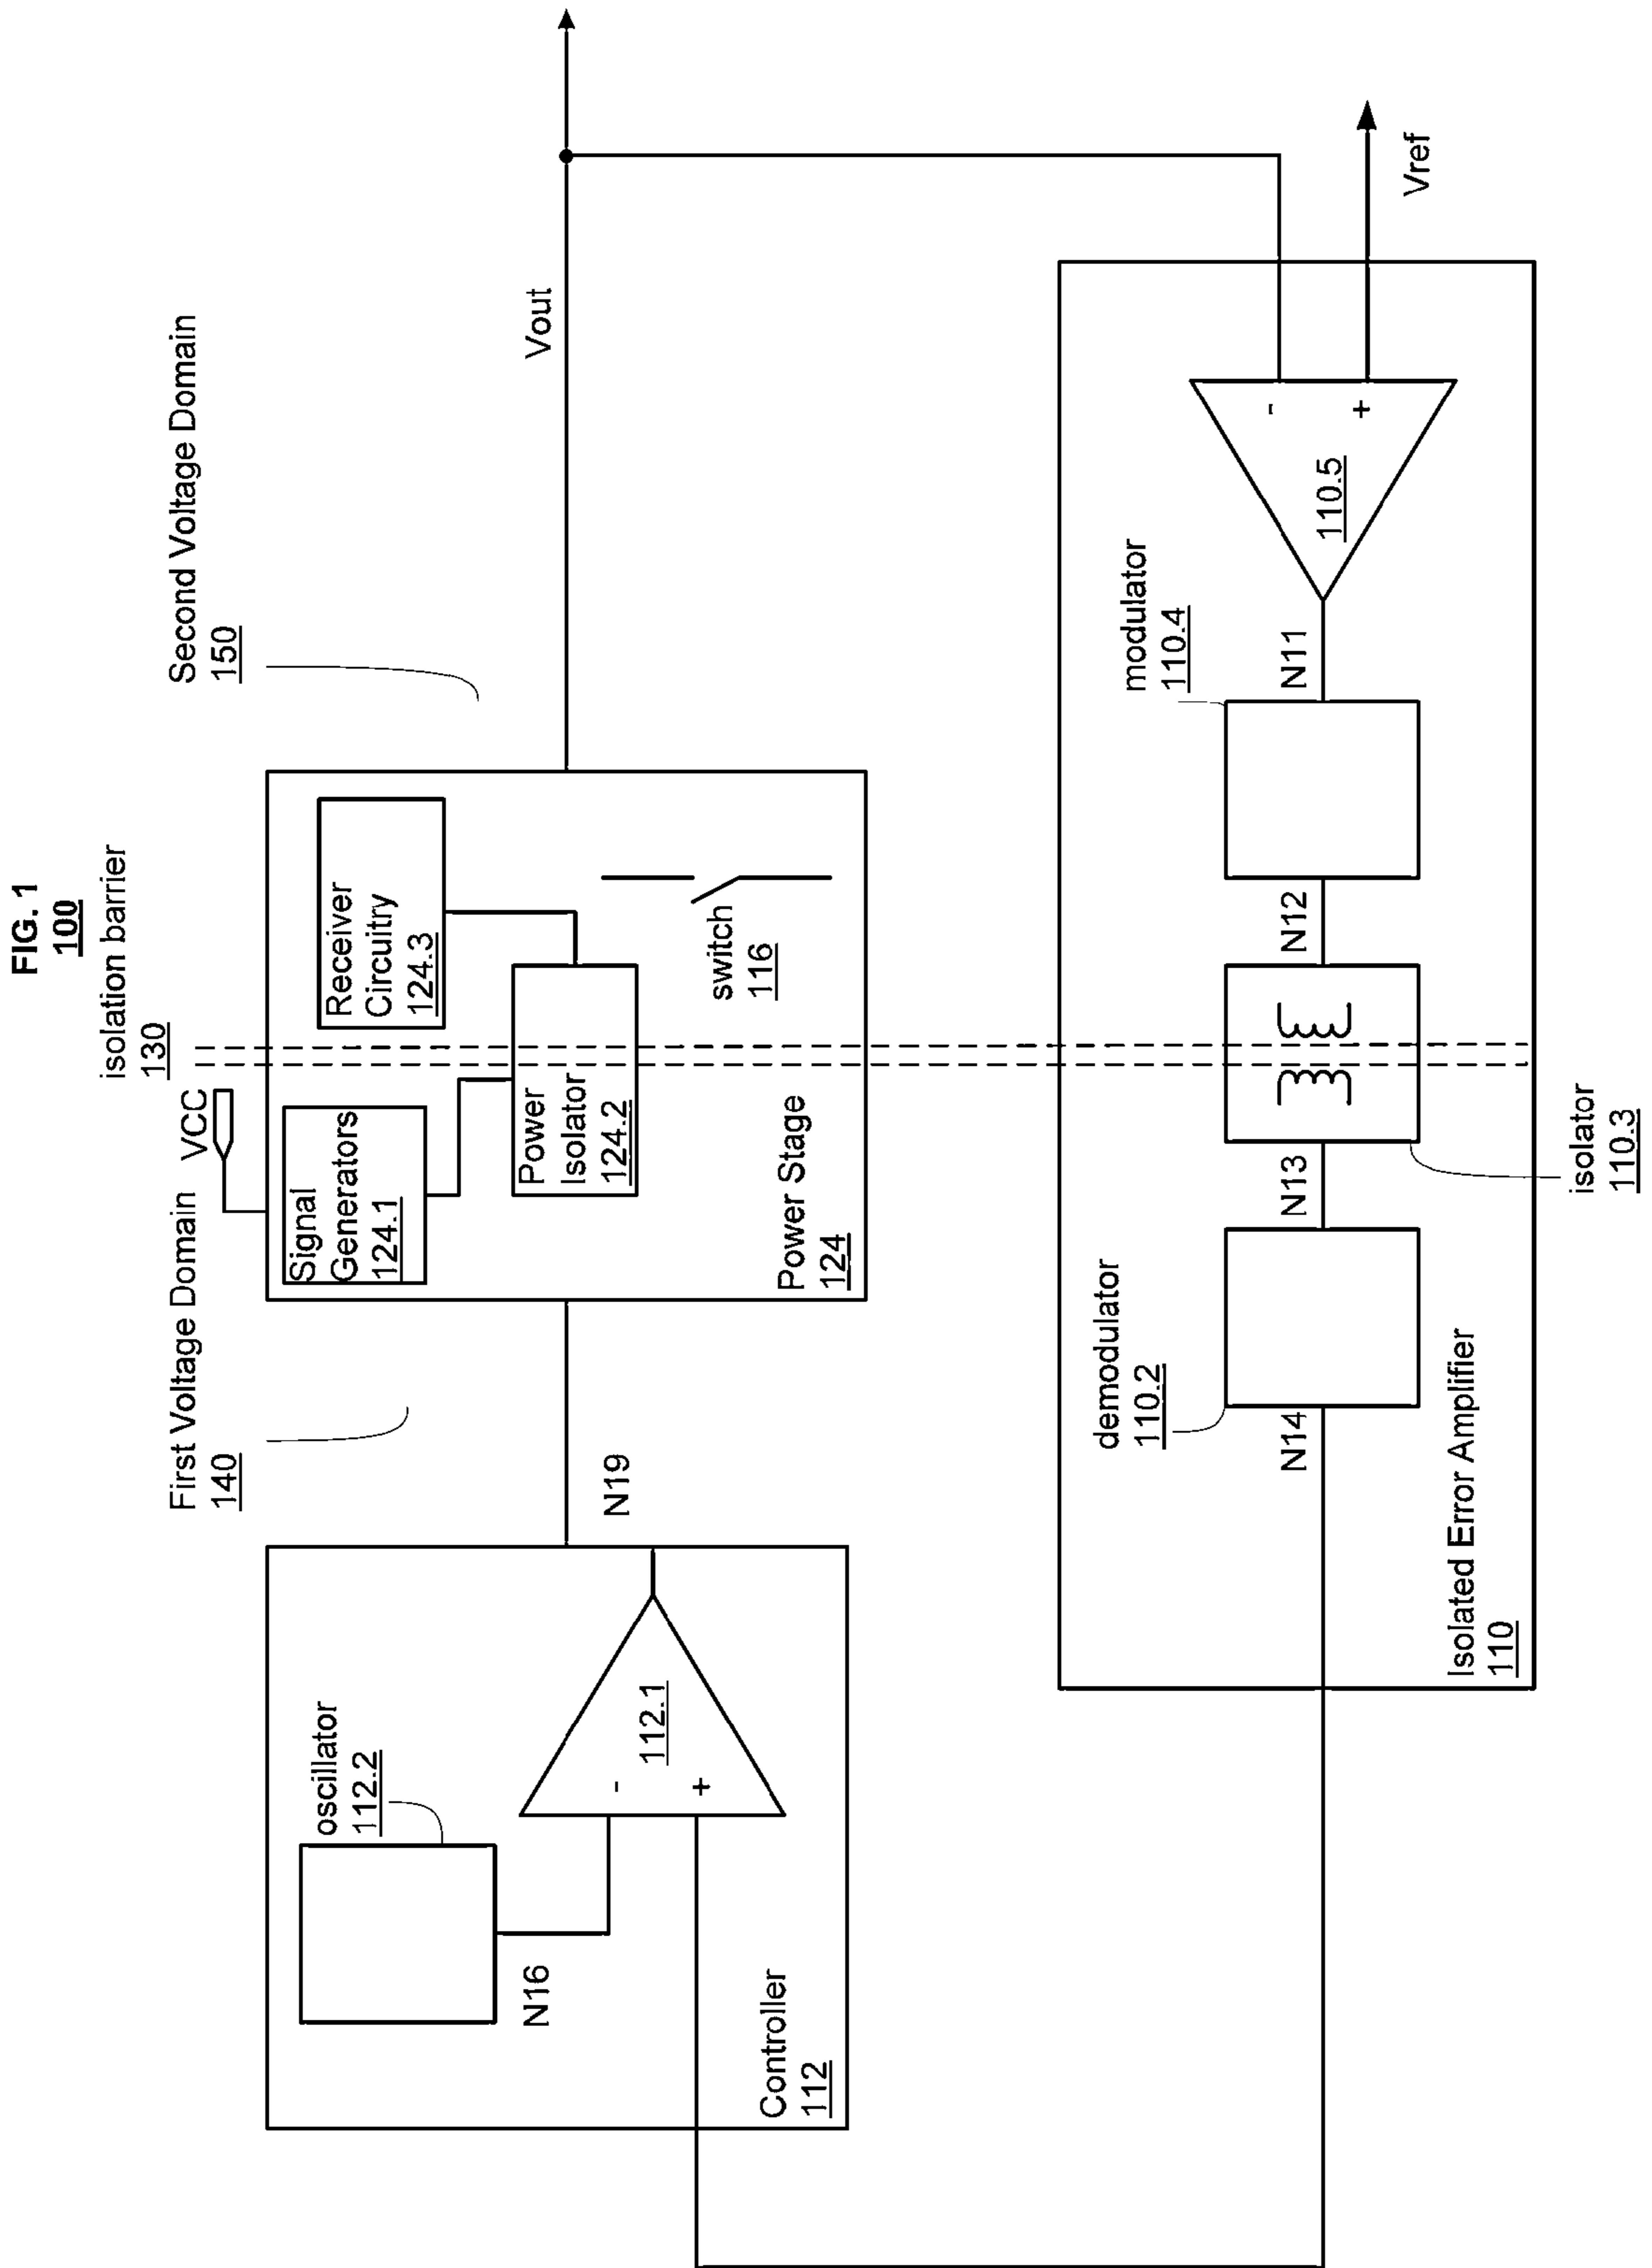 FIG. 1
100
isolation barrier
130
First Voltage Domain
140
VCC
Second Voltage Domain
150
oscillator
112.2
N16
-
+
112.1
Controller
112
N19
Signal
Generators
124.1
Power
Isolator
124.2
Receiver
Circuitry
124.3
switch
116
Power Stage
124
Vout
demodulator
110.2
N14
N13
isolator
110.3
N12
modulator
110.4
N11
110.5
-
+
Vref
Isolated Error Amplifier
110